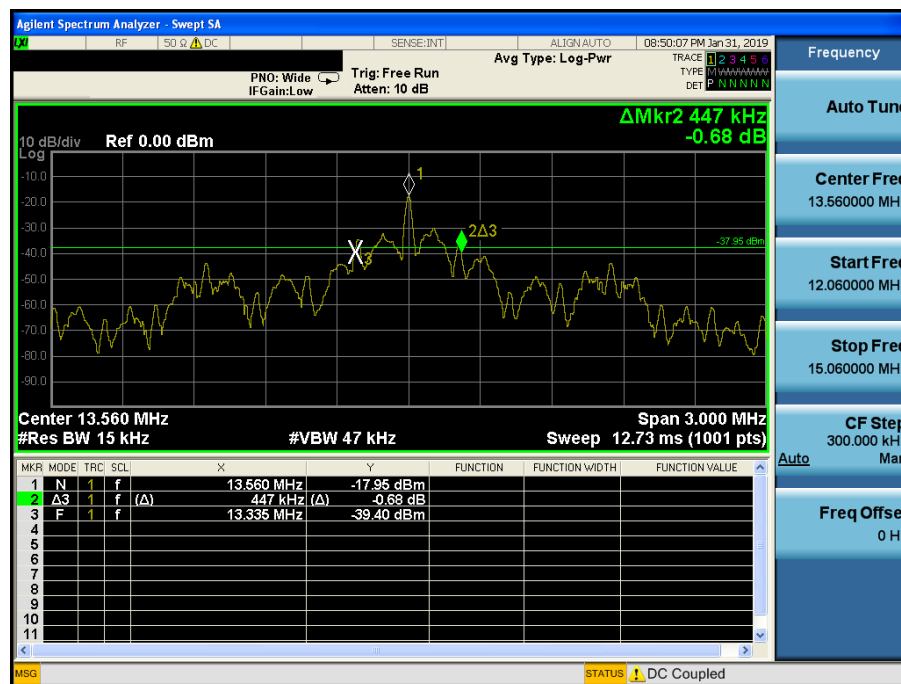 Agilent Spectrum Analyzer - Swept SA
LXI RF 50 Ω DC SENSE:INT ALIGN AUTO 08:50:07 PM Jan 31, 2019
Avg Type: Log-Pwr TRACE 1 2 3 4 5 6
PNO: Wide Trig: Free Run TYPE M W W W W W
IFGain:Low Atten: 10 dB DET P N N N N N
ΔMkr2 447 kHz
-0.68 dB
10 dB/div Ref 0.00 dBm
Log
-10.0
1
-20.0
-30.0
2Δ3
-37.95 dBm
-40.0
3
-50.0
-60.0
-70.0
-80.0
-90.0
Center 13.560 MHz Span 3.000 MHz
#Res BW 15 kHz #VBW 47 kHz Sweep 12.73 ms (1001 pts)
MKR MODE TRC SCL X Y FUNCTION FUNCTION WIDTH FUNCTION VALUE
1 N 1 f 13.560 MHz -17.95 dBm
2 Δ3 1 f (Δ) 447 kHz (Δ) -0.68 dB
3 F 1 f 13.335 MHz -39.40 dBm
4
5
6
7
8
9
10
11
MSG STATUS DC Coupled
Frequency
Auto Tune
Center Freq
13.560000 MH
Start Freq
12.060000 MH
Stop Freq
15.060000 MH
CF Step
300.000 kH
Auto Man
Freq Offse
0 H